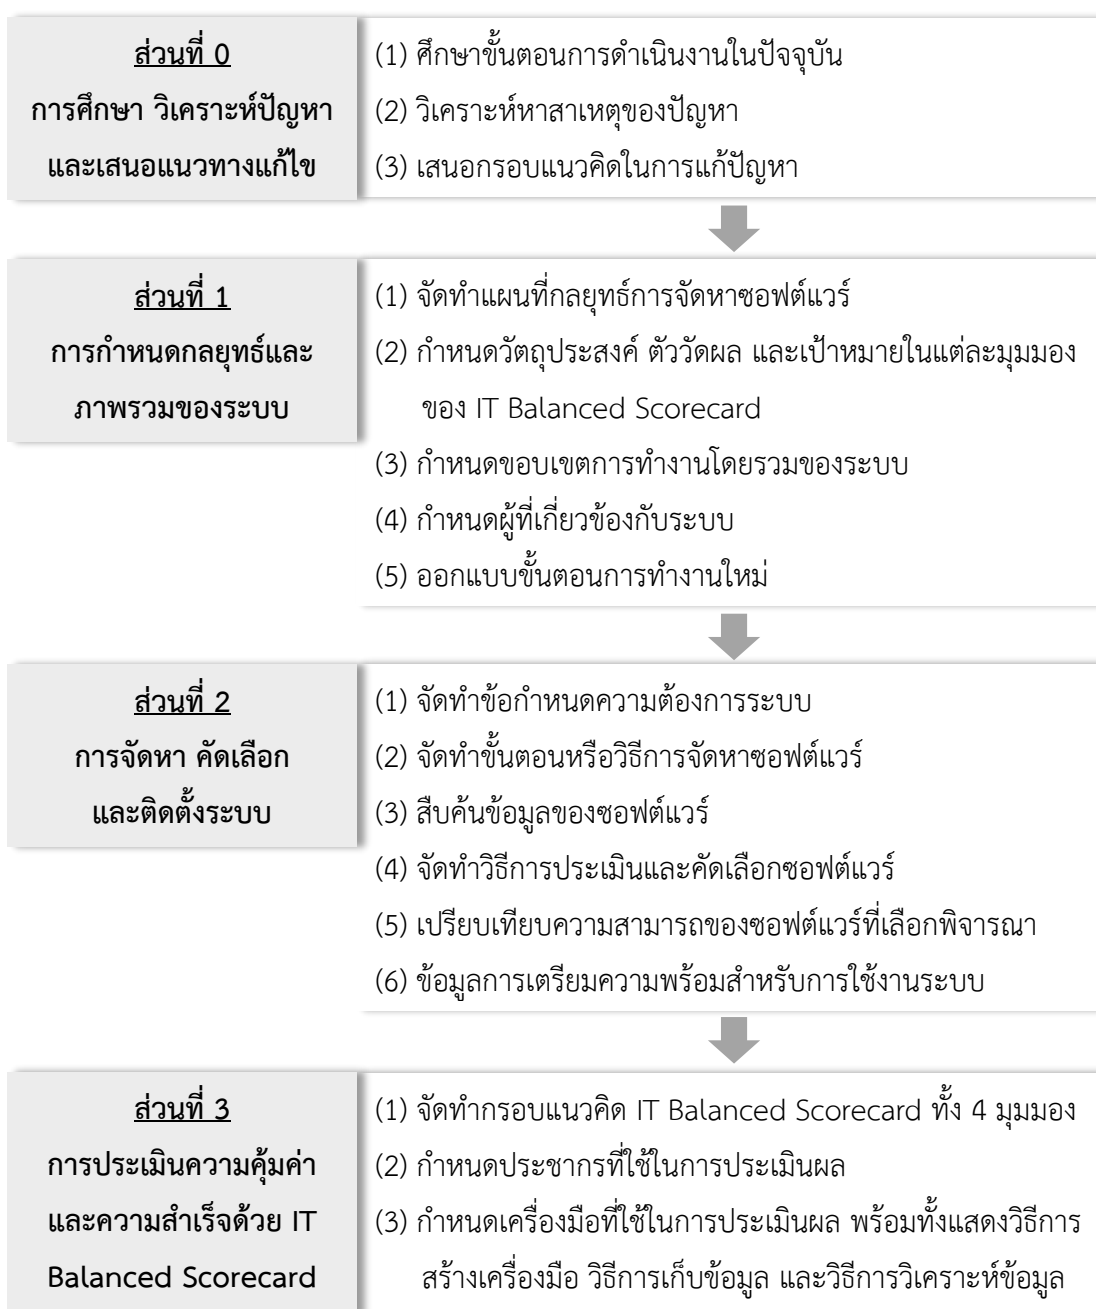 ส่วนที่ 0
การศึกษา วิเคราะห์ปัญหา
และเสนอแนวทางแก้ไข
(1) ศึกษาขั้นตอนการดำเนินงานในปัจจุบัน
(2) วิเคราะห์หาสาเหตุของปัญหา
(3) เสนอกรอบแนวคิดในการแก้ปัญหา
ส่วนที่ 1
การกำหนดกลยุทธ์และ
ภาพรวมของระบบ
(1) จัดทำแผนที่กลยุทธ์การจัดหาซอฟต์แวร์
(2) กำหนดวัตถุประสงค์ ตัววัดผล และเป้าหมายในแต่ละมุมมอง
ของ IT Balanced Scorecard
(3) กำหนดขอบเขตการทำงานโดยรวมของระบบ
(4) กำหนดผู้ที่เกี่ยวข้องกับระบบ
(5) ออกแบบขั้นตอนการทำงานใหม่
ส่วนที่ 2
การจัดหา คัดเลือก
และติดตั้งระบบ
(1) จัดทำข้อกำหนดความต้องการระบบ
(2) จัดทำขั้นตอนหรือวิธีการจัดหาซอฟต์แวร์
(3) สืบค้นข้อมูลของซอฟต์แวร์
(4) จัดทำวิธีการประเมินและคัดเลือกซอฟต์แวร์
(5) เปรียบเทียบความสามารถของซอฟต์แวร์ที่เลือกพิจารณา
(6) ข้อมูลการเตรียมความพร้อมสำหรับการใช้งานระบบ
ส่วนที่ 3
การประเมินความคุ้มค่า
และความสำเร็จด้วย IT
Balanced Scorecard
(1) จัดทำกรอบแนวคิด IT Balanced Scorecard ทั้ง 4 มุมมอง
(2) กำหนดประชากรที่ใช้ในการประเมินผล
(3) กำหนดเครื่องมือที่ใช้ในการประเมินผล พร้อมทั้งแสดงวิธีการ
สร้างเครื่องมือ วิธีการเก็บข้อมูล และวิธีการวิเคราะห์ข้อมูล